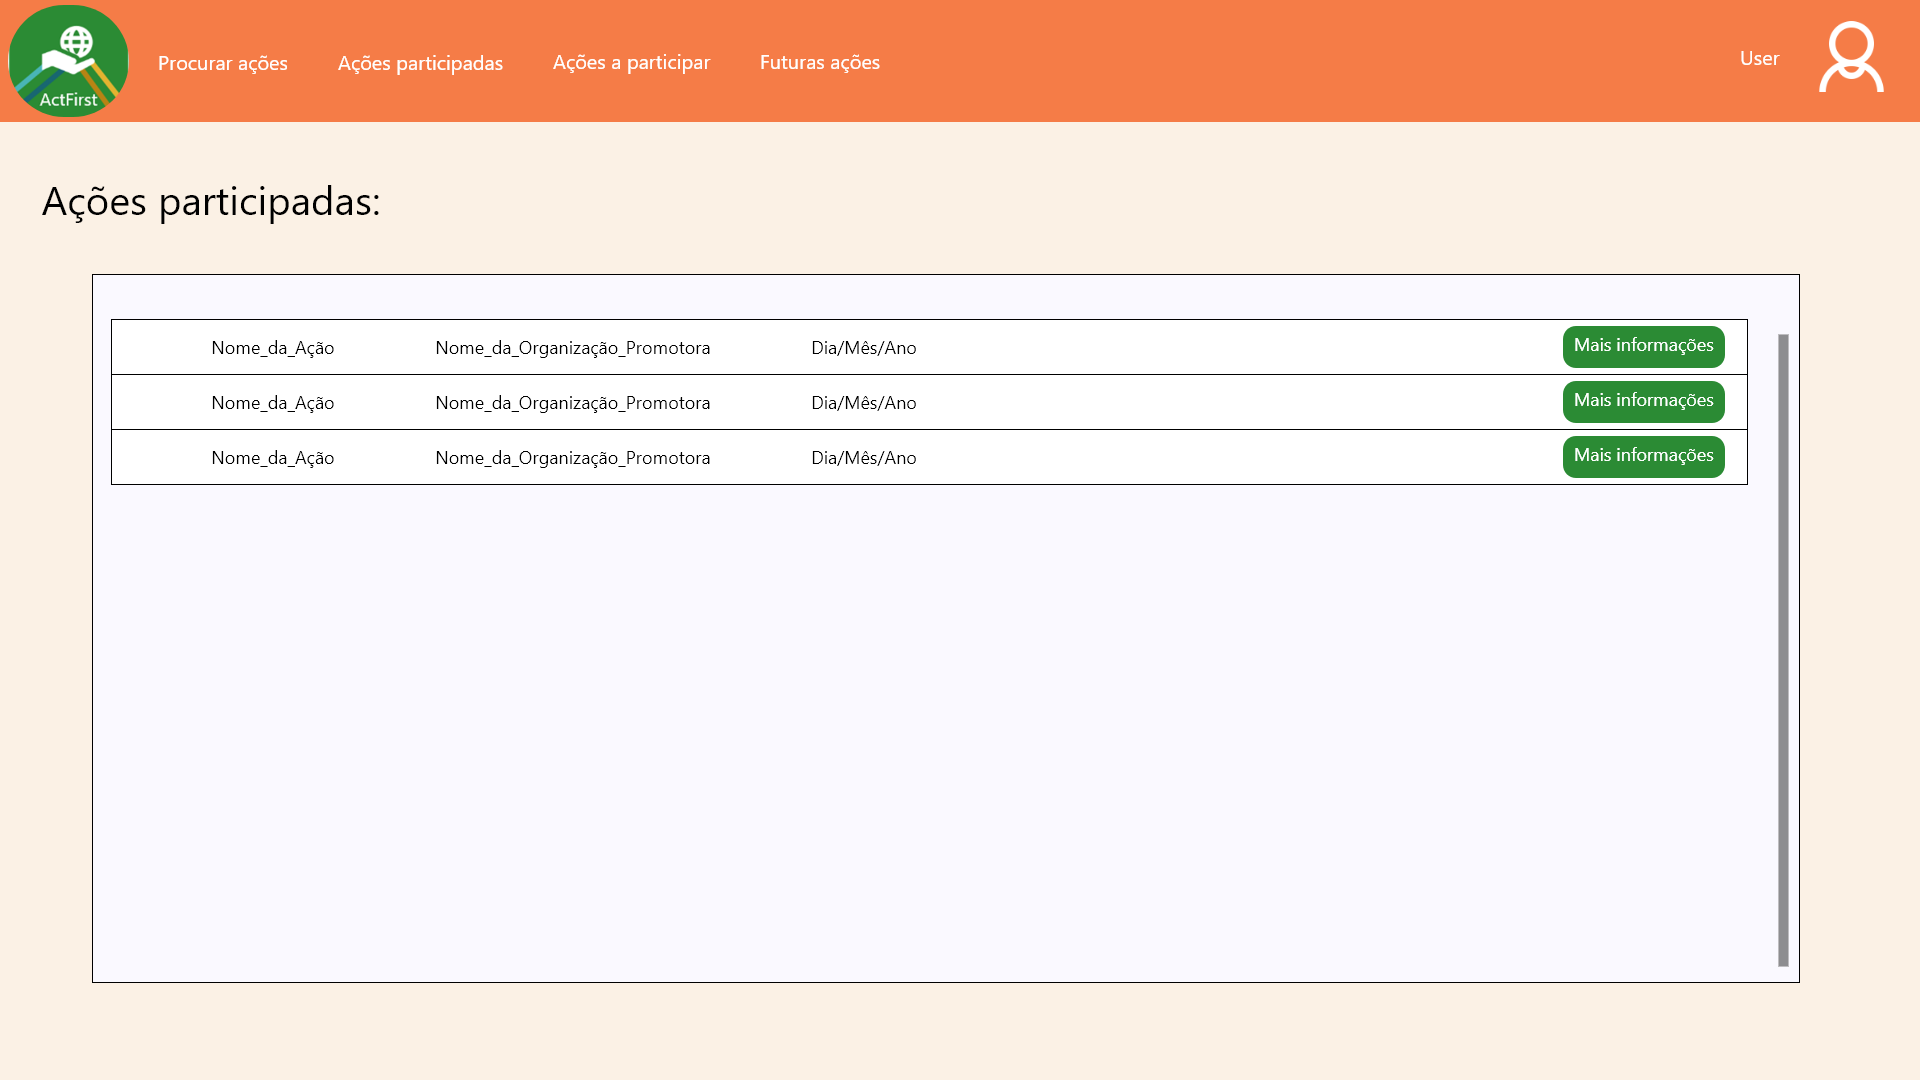 ActFirst
Procurar ações
Ações participadas
Ações a participar
Futuras ações
User
Ações participadas:
Nome_da_Ação Nome_da_Organização_Promotora Dia/Mês/Ano Mais informações
Nome_da_Ação Nome_da_Organização_Promotora Dia/Mês/Ano Mais informações
Nome_da_Ação Nome_da_Organização_Promotora Dia/Mês/Ano Mais informações